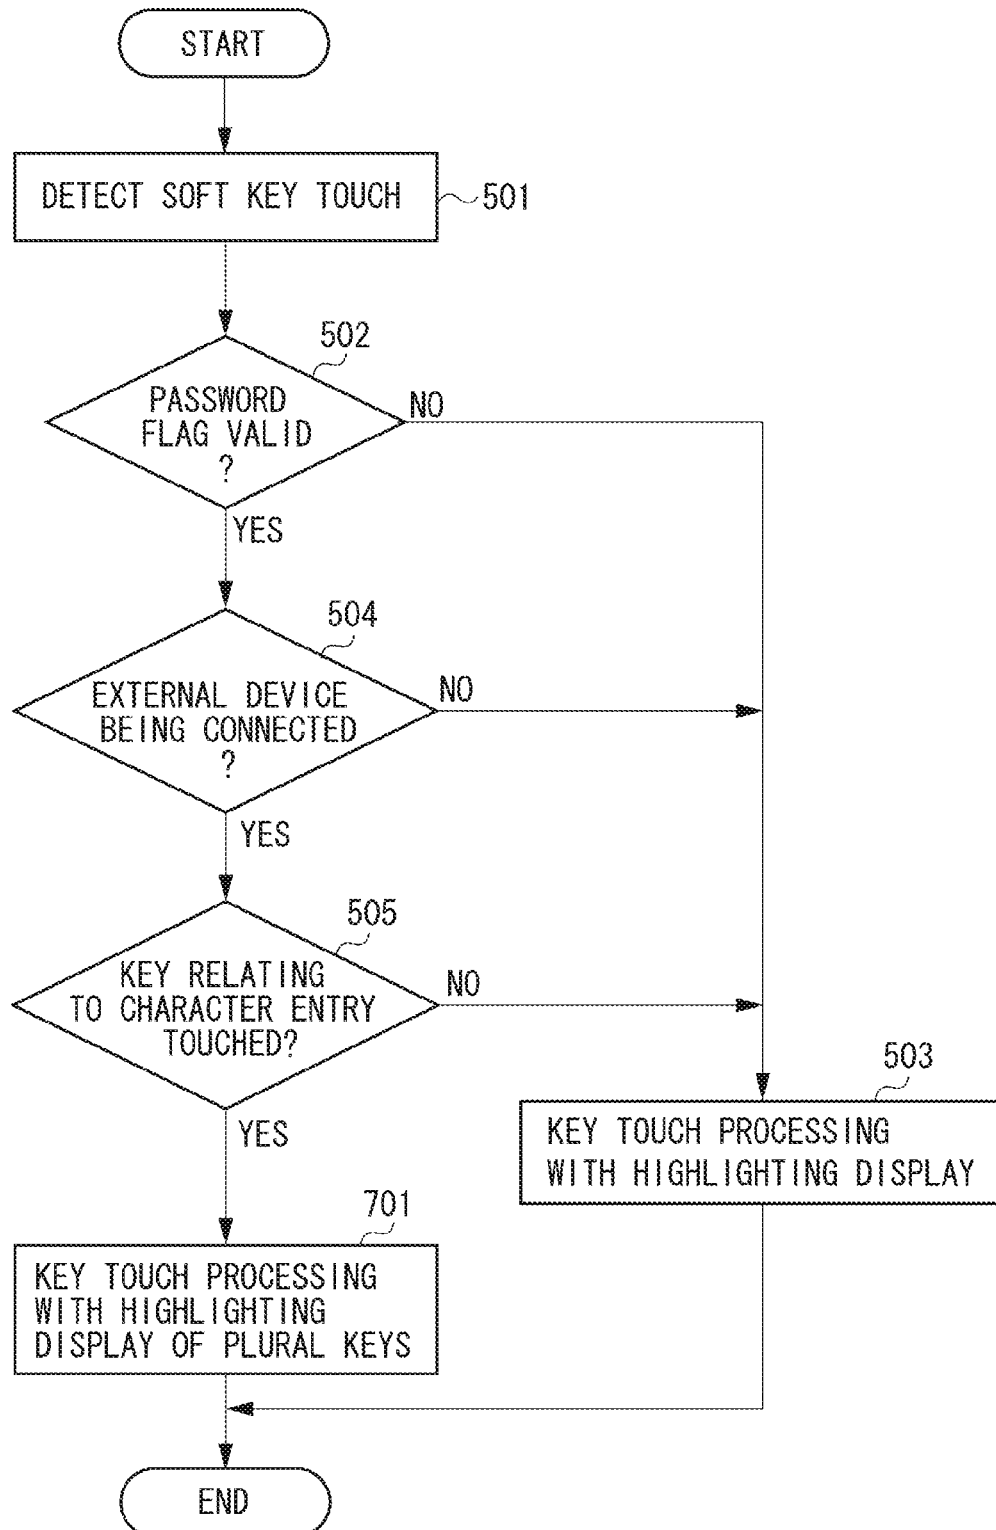 START
DETECT SOFT KEY TOUCH
501
502
PASSWORD
FLAG VALID
?
NO
YES
504
EXTERNAL DEVICE
BEING CONNECTED
?
NO
YES
505
KEY RELATING
TO CHARACTER ENTRY
TOUCHED?
NO
YES
503
KEY TOUCH PROCESSING
WITH HIGHLIGHTING DISPLAY
701
KEY TOUCH PROCESSING
WITH HIGHLIGHTING
DISPLAY OF PLURAL KEYS
END